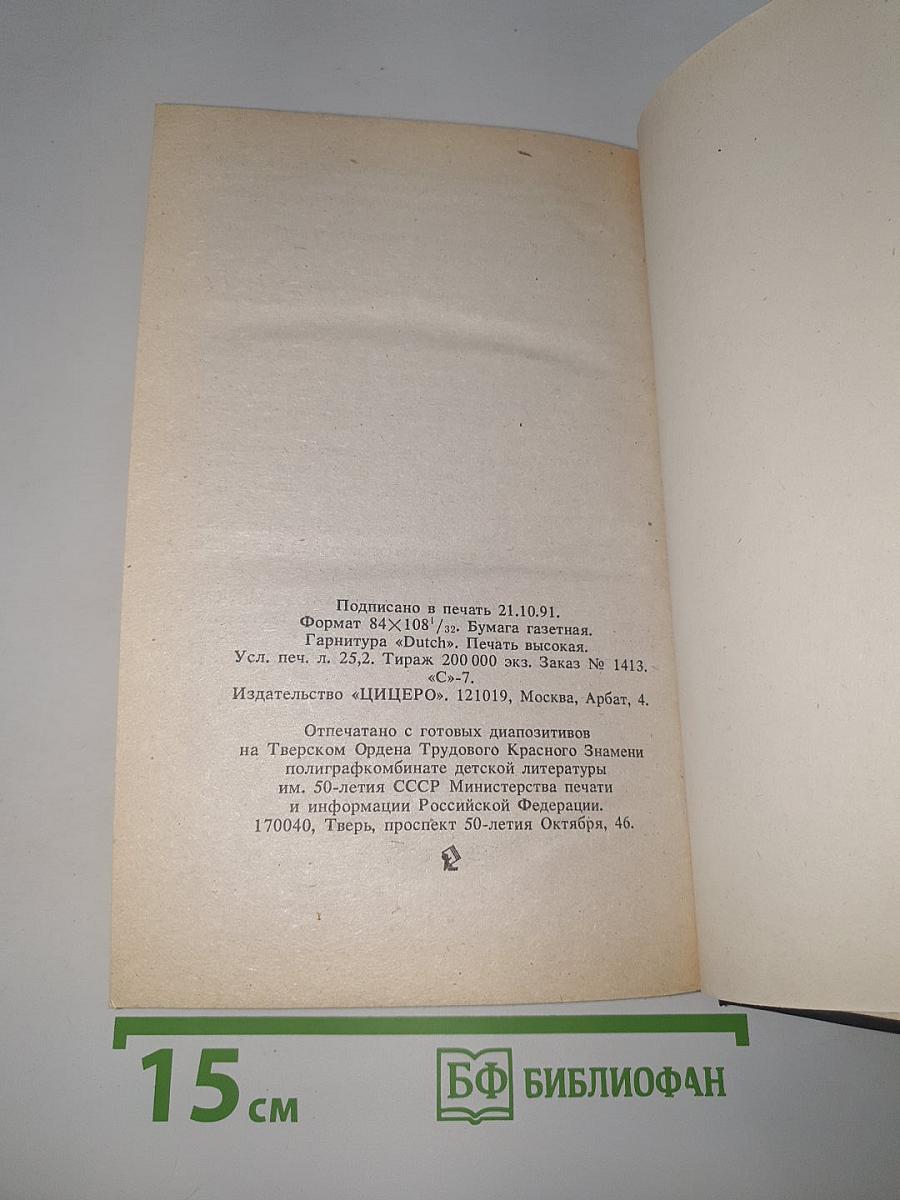 Подписано в печать 21.10.91.
Формат 84×108¹/₃₂. Бумага газетная.
Гарнитура «Dutch». Печать высокая.
Усл. печ. л. 25,2. Тираж 200 000 экз. Заказ № 1413.
«С»-7.
Издательство «ЦИЦЕРО». 121019, Москва, Арбат, 4.
Отпечатано с готовых диапозитивов
на Тверском Ордена Трудового Красного Знамени
полиграфкомбинате детской литературы
им. 50-летия СССР Министерства печати
и информации Российской Федерации.
170040, Тверь, проспект 50-летия Октября, 46.
15 см
БФ БИБЛИОФАН